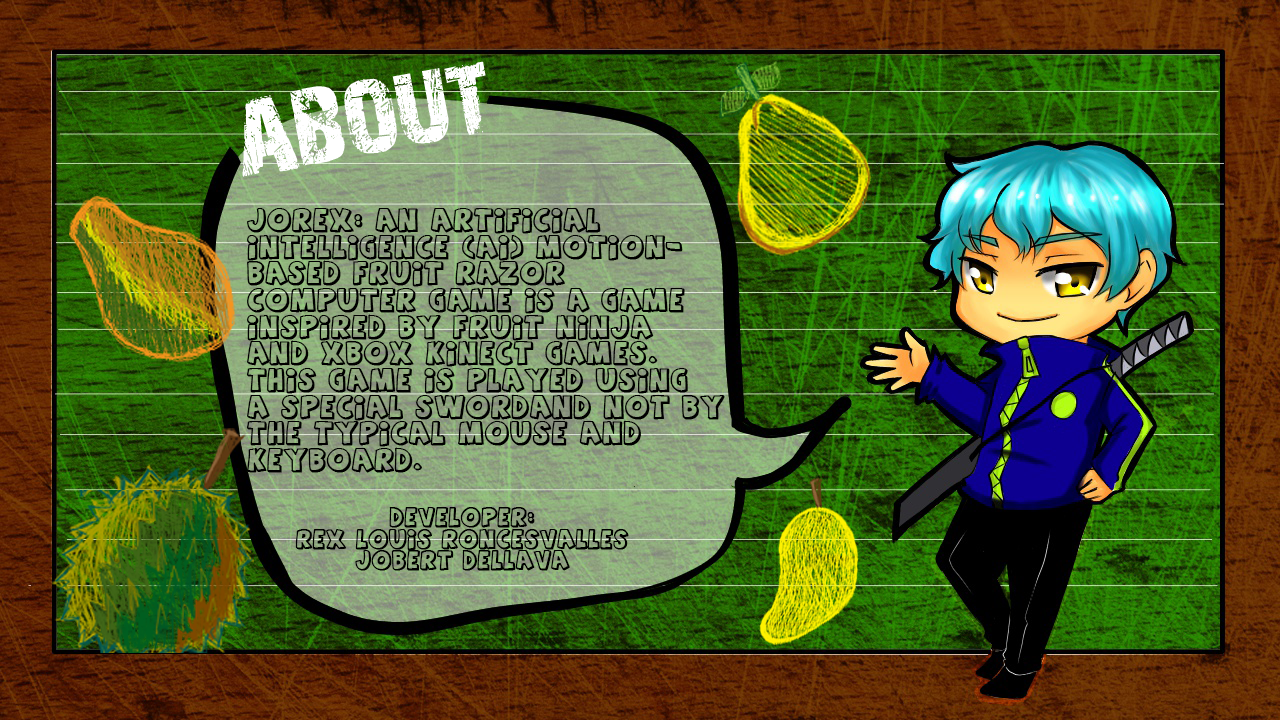 ABOUT
JOREX: AN ARTiFiCiAL
iNTELLiGENCE (Ai) MOTiON-
BASED FRUiT RAZOR
COMPUTER GAME iS A GAME
iNSPiRED BY FRUiT NiNJA
AND XBOX KiNECT GAMES.
THiS GAME iS PLAYED USiNG
A SPECiAL SWORDAND NOT BY
THE TYPiCAL MOUSE AND
KEYBOARD.
DEVELOPER:
REX LOUiS RONCESVALLES
JOBERT DELLAVA